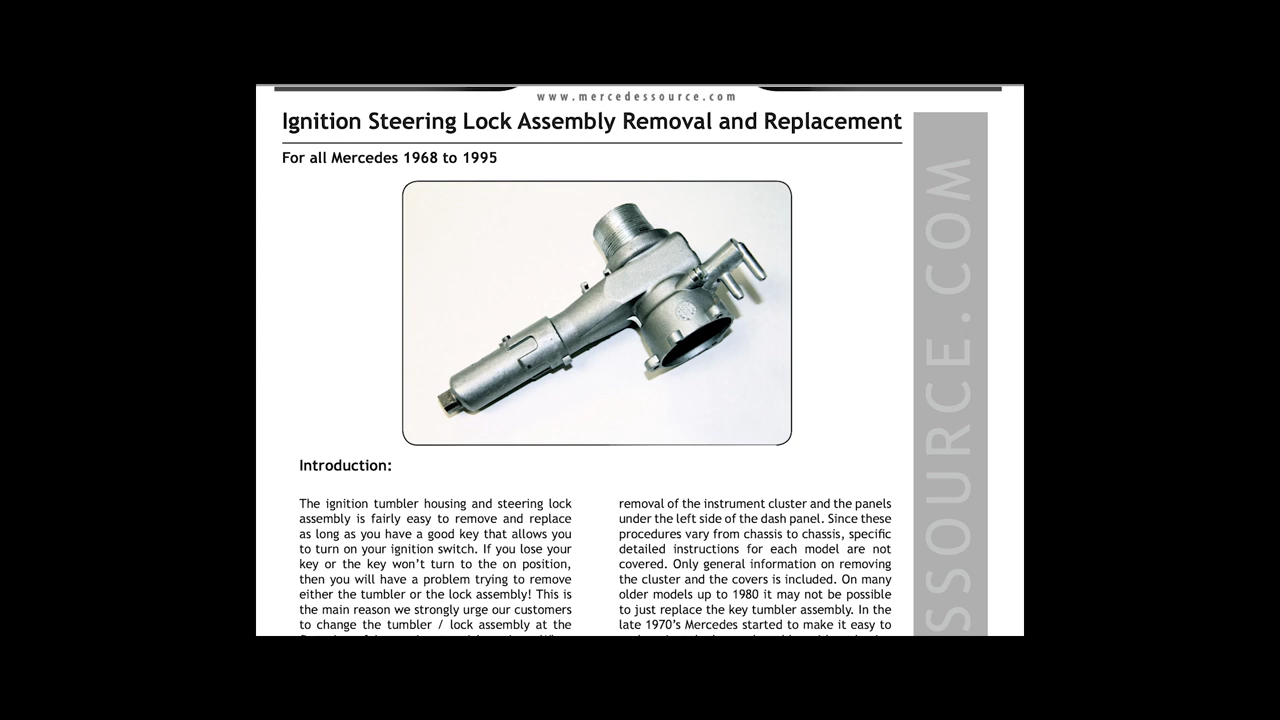 www.mercedessource.com
Ignition Steering Lock Assembly Removal and Replacement
For all Mercedes 1968 to 1995
Introduction:
The ignition tumbler housing and steering lock
assembly is fairly easy to remove and replace
as long as you have a good key that allows you
to turn on your ignition switch. If you lose your
key or the key won't turn to the on position,
then you will have a problem trying to remove
either the tumbler or the lock assembly! This is
the main reason we strongly urge our customers
to change the tumbler / lock assembly at the
removal of the instrument cluster and the panels
under the left side of the dash panel. Since these
procedures vary from chassis to chassis, specific
detailed instructions for each model are not
covered. Only general information on removing
the cluster and the covers is included. On many
older models up to 1980 it may not be possible
to just replace the key tumbler assembly. In the
late 1970's Mercedes started to make it easy to
SSOURCE.COM